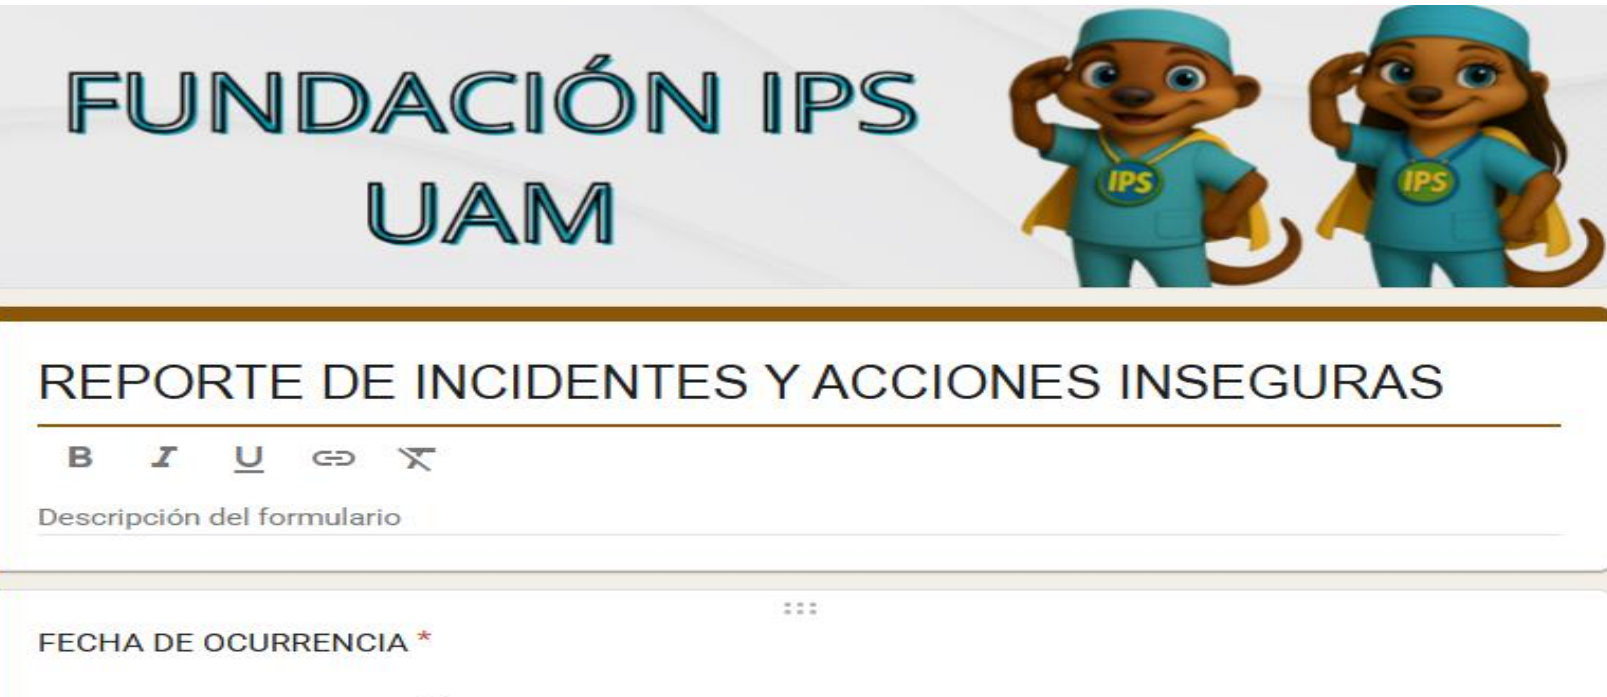 FUNDACIÓN IPS
UAM
IPS
IPS
REPORTE DE INCIDENTES Y ACCIONES INSEGURAS
B I U
Descripción del formulario
FECHA DE OCURRENCIA *